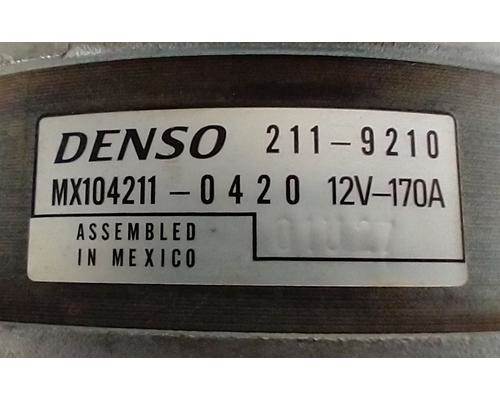 DENSO 211-9210
MX104211-0420 12V-170A
ASSEMBLED
IN MEXICO